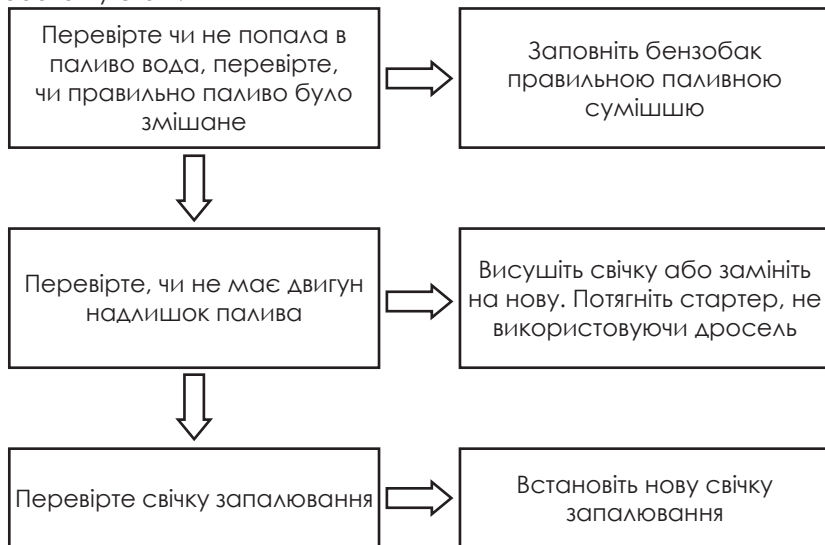 Перевірте чи не попала в
паливо вода, перевірте,
чи правильно паливо було
змішане
Заповніть бензобак
правильною паливною
сумішшю
Перевірте, чи не має двигун
надлишок палива
Висушіть свічку або замініть
на нову. Потягніть стартер, не
використовуючи дросель
Перевірте свічку запалювання
Встановіть нову свічку
запалювання